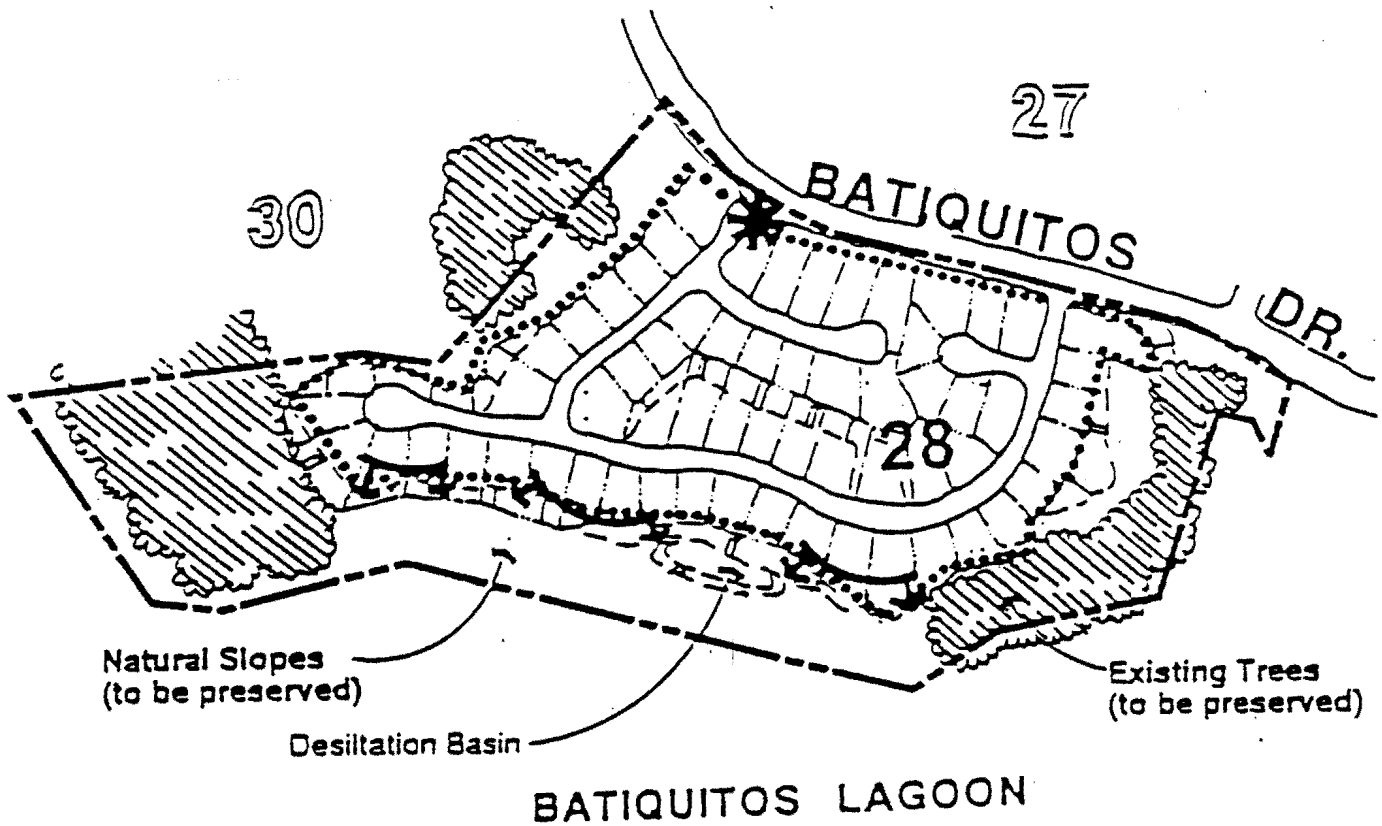 27
30
BATIQUITOS
DR.
28
Natural Slopes
(to be preserved)
Existing Trees
(to be preserved)
Desiltation Basin
BATIQUITOS LAGOON